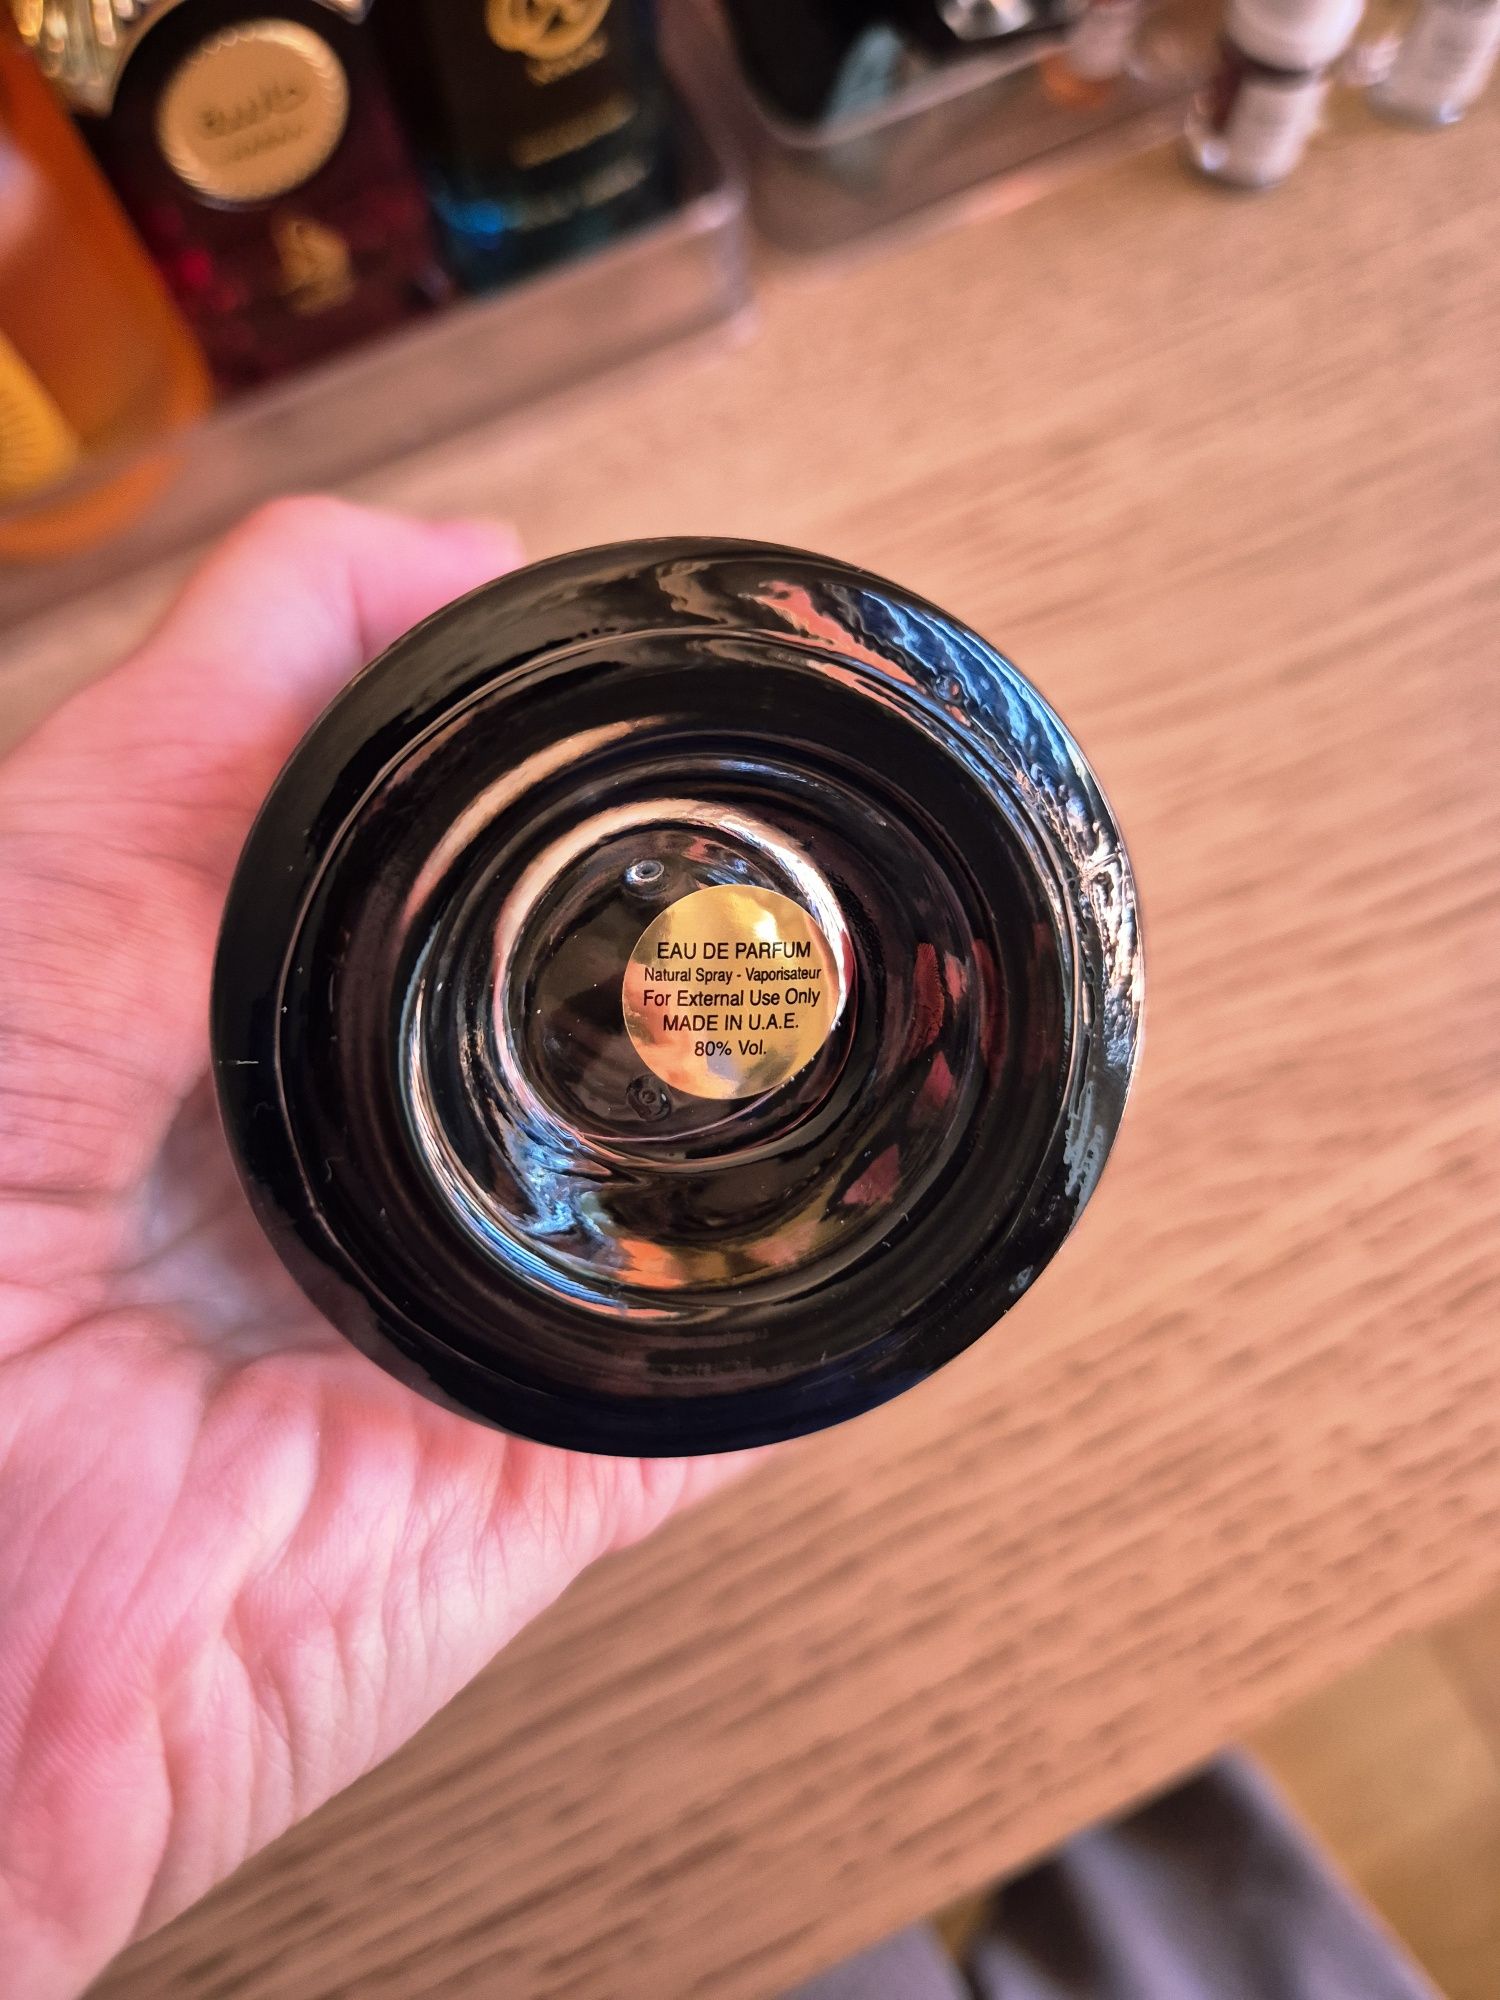 EAU DE PARFUM
Natural Spray - Vaporisateur
For External Use Only
MADE IN U.A.E.
80% Vol.